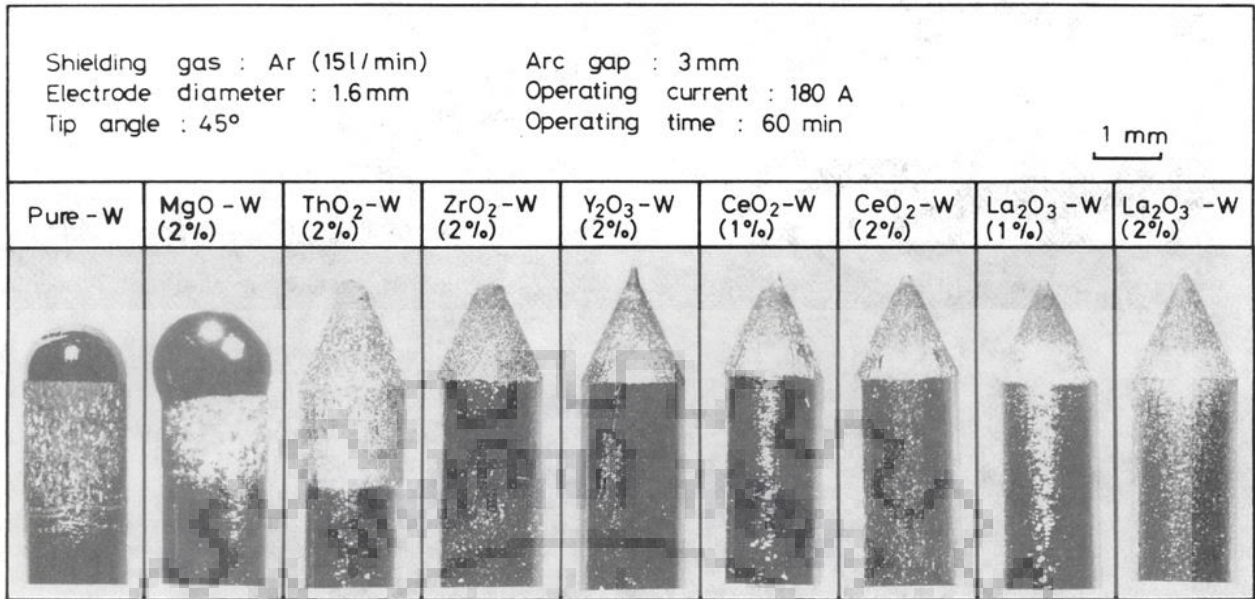 Shielding gas : Ar (15l/min)
Electrode diameter : 1.6mm
Tip angle : 45°
Arc gap : 3mm
Operating current : 180 A
Operating time : 60 min
1 mm
Pure-W
MgO-W
(2%)
ThO₂-W
(2%)
ZrO₂-W
(2%)
Y₂O₃-W
(2%)
CeO₂-W
(1%)
CeO₂-W
(2%)
La₂O₃-W
(1%)
La₂O₃-W
(2%)